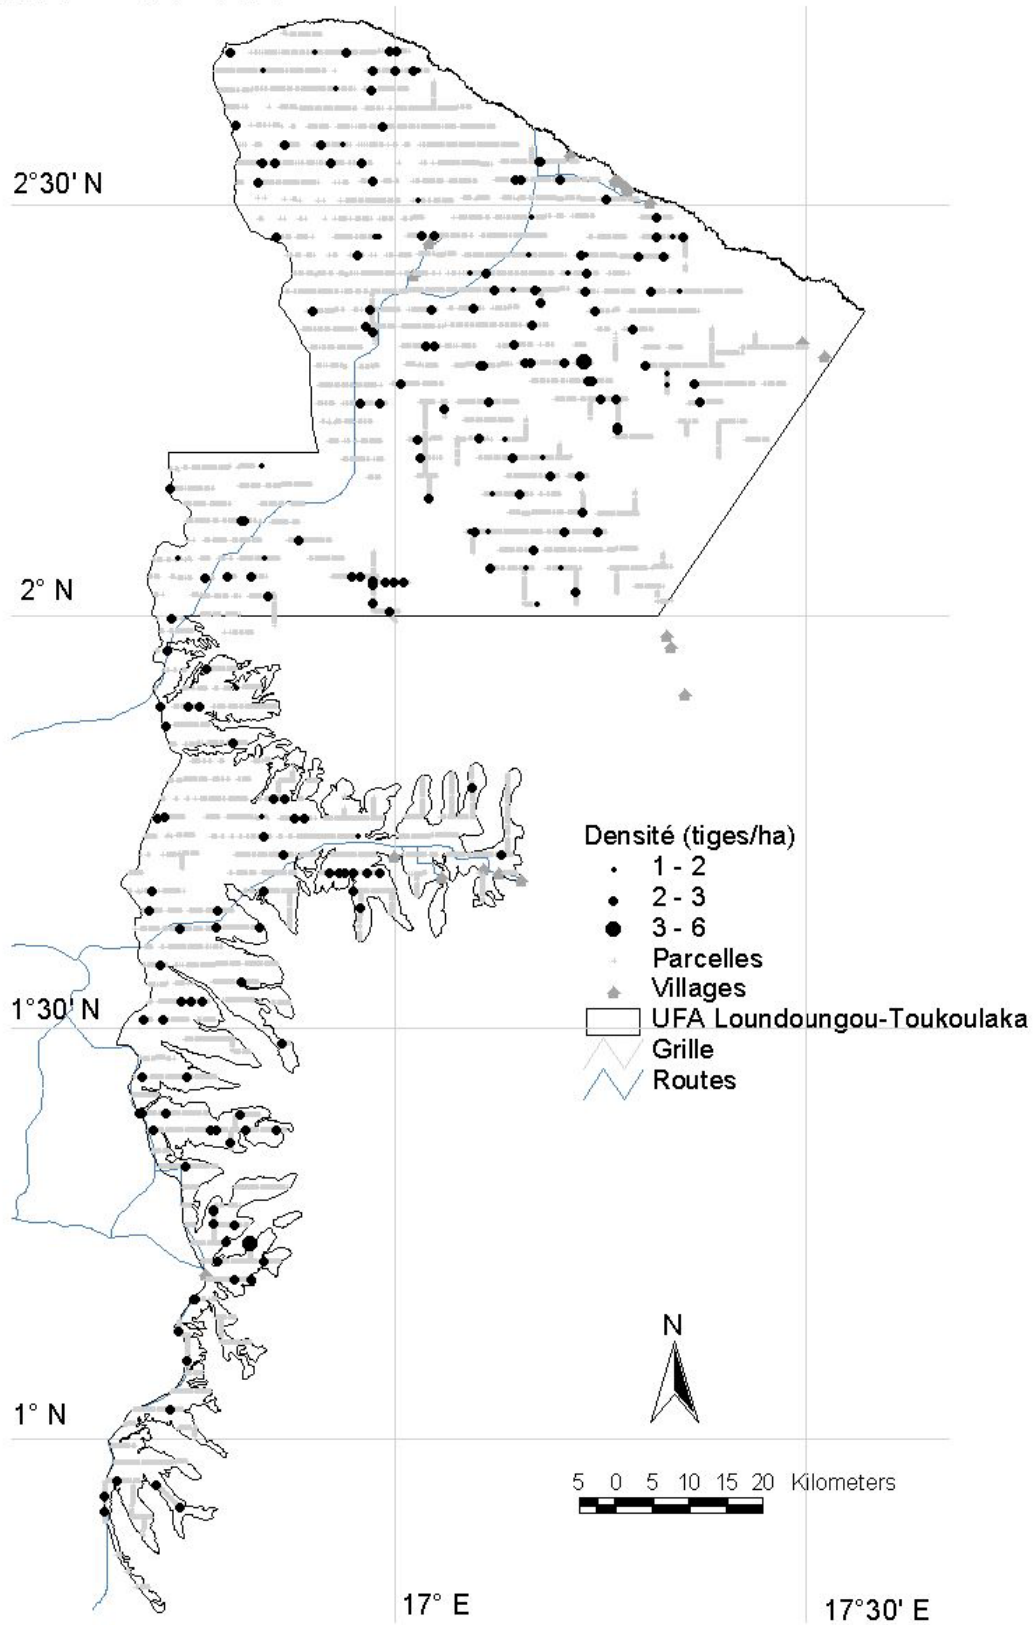 2°30' N
2° N
Densité (tiges/ha)
1 - 2
2 - 3
3 - 6
Parcelles
Villages
1°30' N
UFA Loundoungou-Toukoulaka
Grille
Routes
N
1° N
5 0 5 10 15 20 Kilometers
17° E
17°30' E